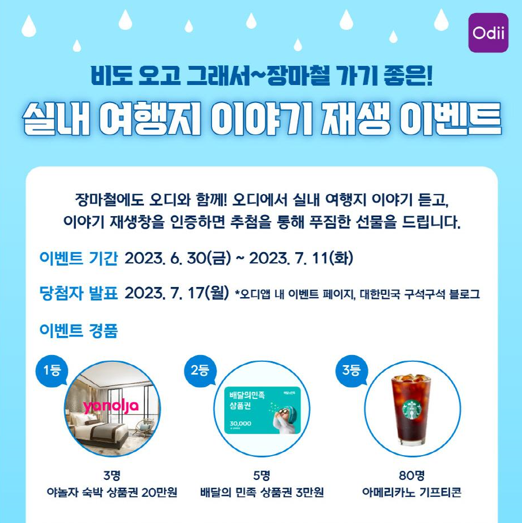 Odii
비도 오고 그래서~장마철 가기 좋은!
실내 여행지 이야기 재생 이벤트
장마철에도 오디와 함께! 오디에서 실내 여행지 이야기 듣고,
이야기 재생창을 인증하면 추첨을 통해 푸짐한 선물을 드립니다.
이벤트 기간 2023. 6. 30(금) ~ 2023. 7. 11(화)
당첨자 발표 2023. 7. 17(월) *오디앱 내 이벤트 페이지, 대한민국 구석구석 블로그
이벤트 경품
1등
2등
3등
yanolja
배달의민족
상품권
30,000
3명
5명
80명
야놀자 숙박 상품권 20만원
배달의 민족 상품권 3만원
아메리카노 기프티콘